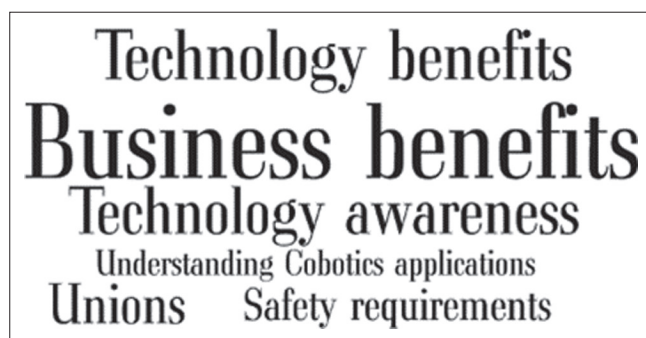 Technology benefits
Business benefits
Technology awareness
Understanding Cobotics applications
Unions Safety requirements